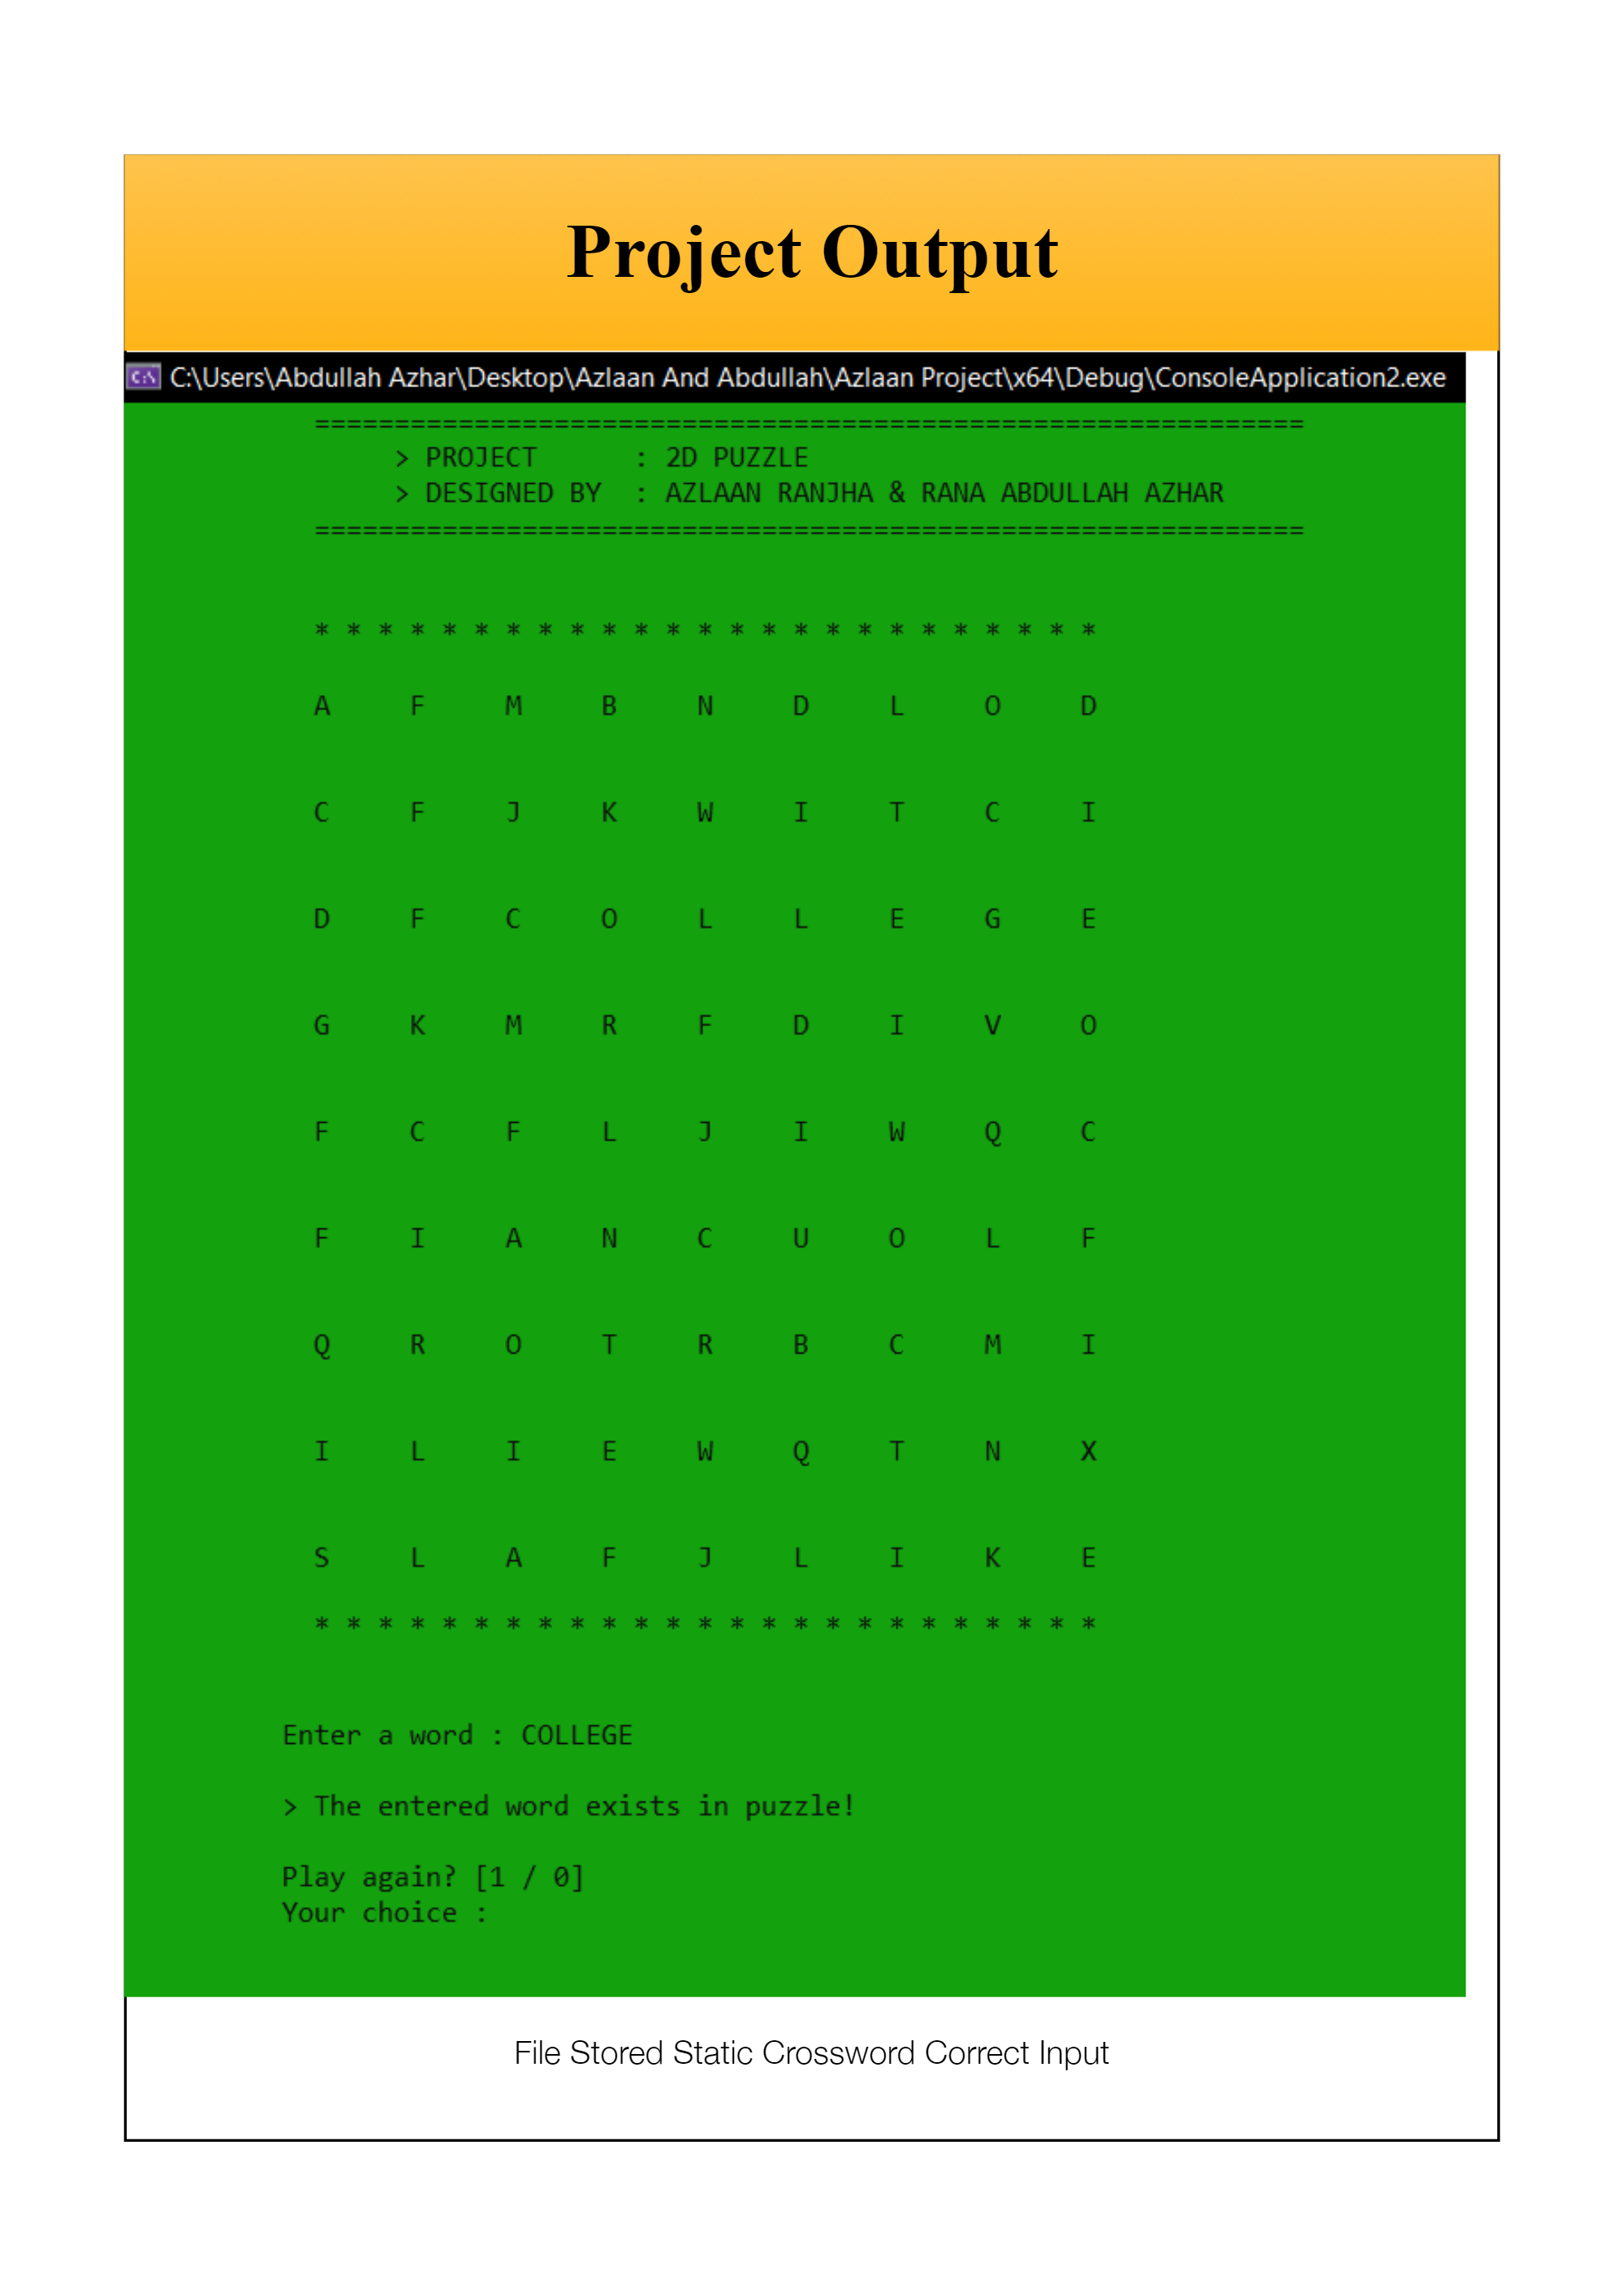 Project Output
C:\Users\Abdullah Azhar\Desktop\Azlaan And Abdullah\Azlaan Project\x64\Debug\ConsoleApplication2.exe
==============================================================
> PROJECT : 2D PUZZLE
> DESIGNED BY : AZLAAN RANJHA & RANA ABDULLAH AZHAR
==============================================================
* * * * * * * * * * * * * * * * * * * * * * * * *
A F M B N D L O D
C F J K W I T C I
D F C O L L E G E
G K M R F D I V O
F C F L J I W Q C
F I A N C U O L F
Q R O T R B C M I
I L I E W Q T N X
S L A F J L I K E
* * * * * * * * * * * * * * * * * * * * * * * * *
Enter a word : COLLEGE
> The entered word exists in puzzle!
Play again? [1 / 0]
Your choice :
File Stored Static Crossword Correct Input